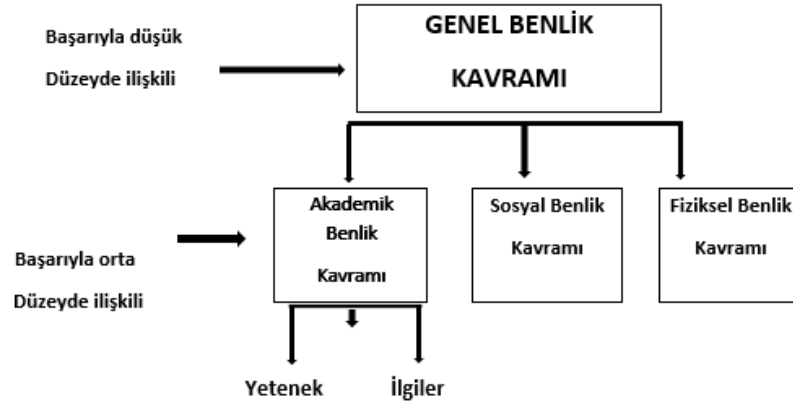 Başarıyla düşük
Düzeyde ilişkili
GENEL BENLİK
KAVRAMI
Başarıyla orta
Düzeyde ilişkili
Akademik
Benlik
Kavramı
Sosyal Benlik
Kavramı
Fiziksel Benlik
Kavramı
Yetenek
İlgiler